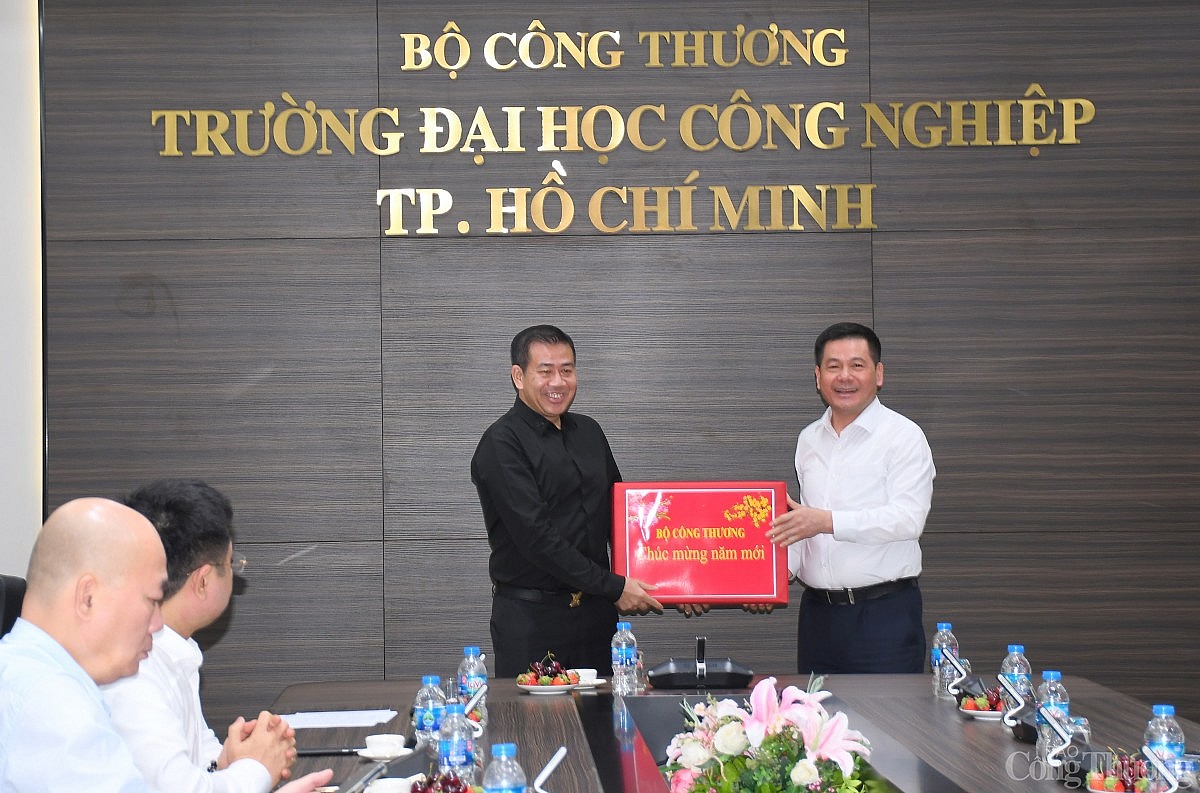 BỘ CÔNG THƯƠNG
TRƯỜNG ĐẠI HỌC CÔNG NGHIỆP
TP. HỒ CHÍ MINH
BỘ CÔNG THƯƠNG
Chúc mừng năm mới
Công Thương